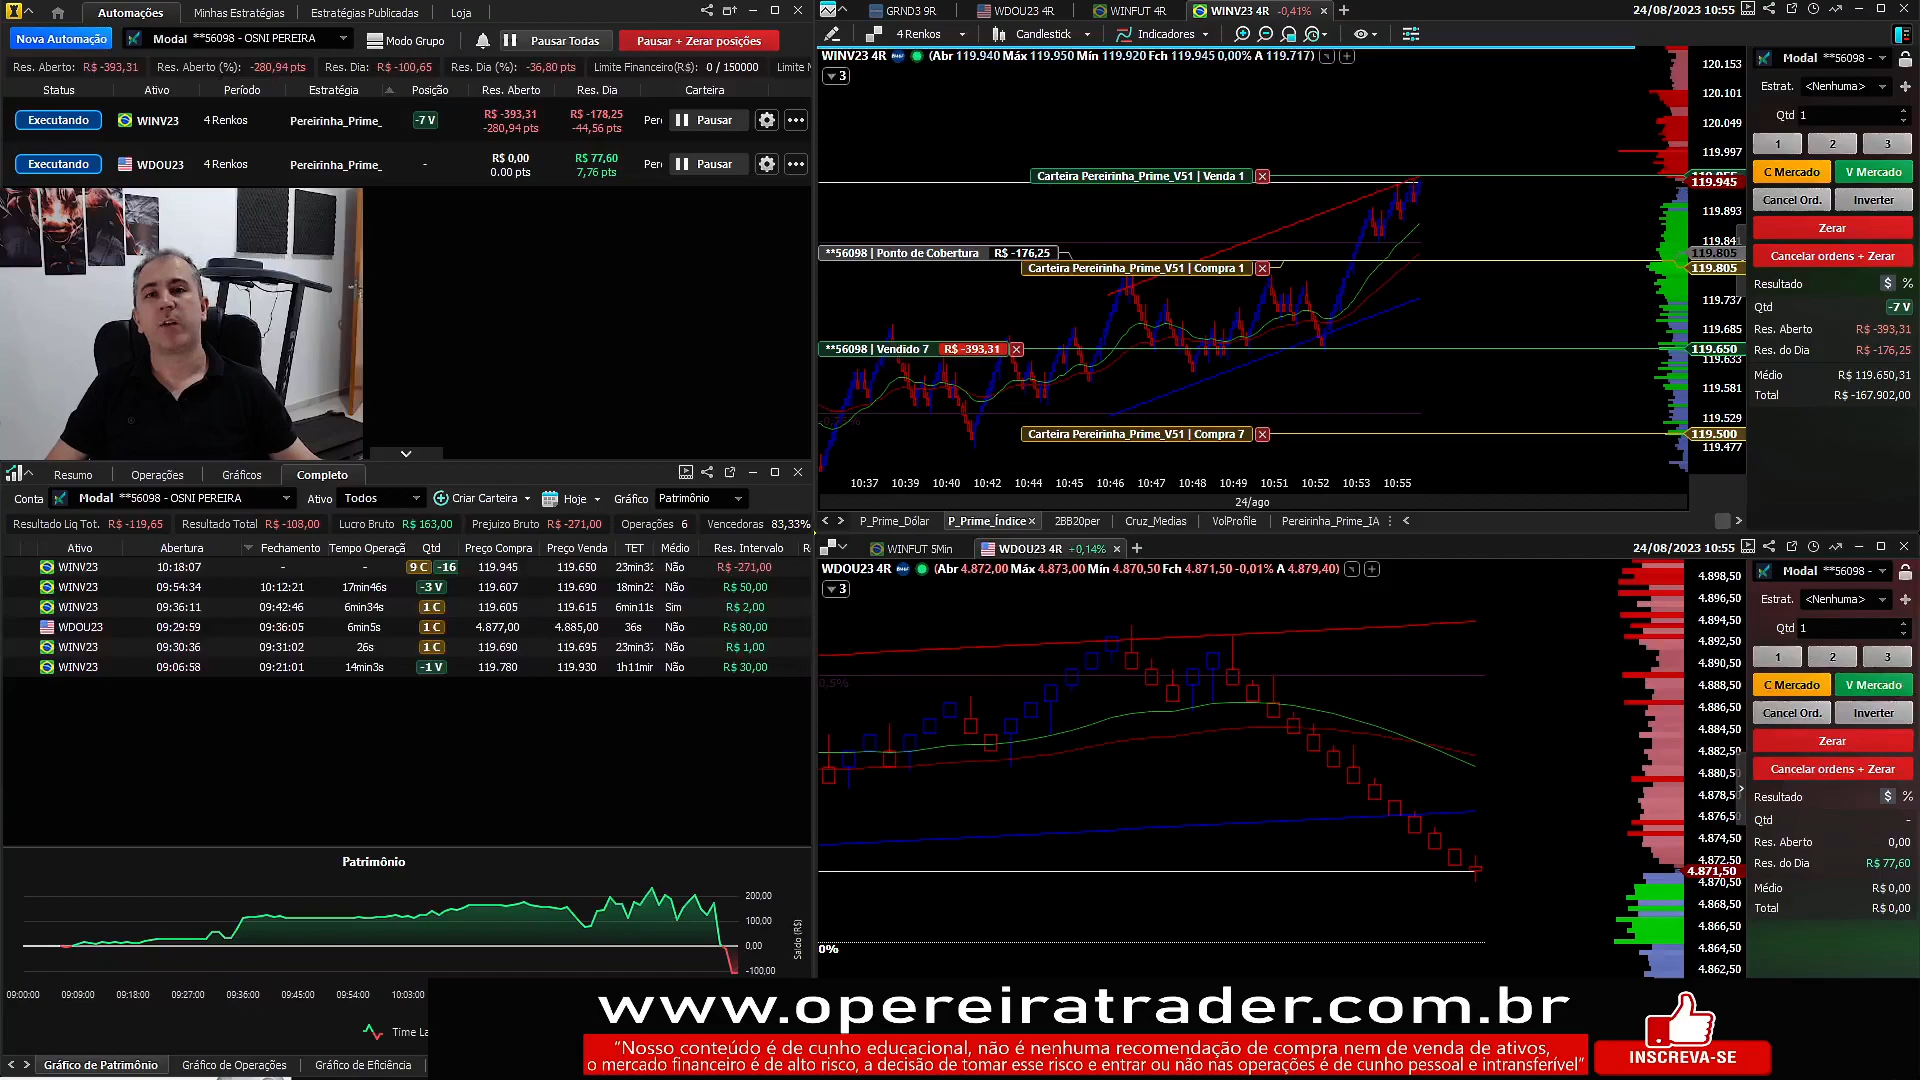 Automações Minhas Estratégias Estratégias Publicadas Loja
Nova Automação Modal **56098 - OSNI PEREIRA Modo Grupo Pausar Todas Pausar + Zerar posições
Res. Aberto: R$ -393,31 Res. Aberto (%): -280,94 pts Res. Dia: R$ -100,65 Res. Dia (%): -36,80 pts Limite Financeiro(R$): 0 / 150000 Limite
Status Ativo Período Estratégia Posição Res. Aberto Res. Dia Carteira
Executando WINV23 4 Renkos Pereirinha_Prime_ -7 V R$ -393,31 R$ -178,25 Pausar
-280,94 pts -44,56 pts
Executando WDOU23 4 Renkos Pereirinha_Prime_ - R$ 0,00 R$ 77,60 Pausar
0.00 pts 7,76 pts
Resumo Operações Gráficos Completo
Conta Modal **56098 - OSNI PEREIRA Ativo Todos Criar Carteira Hoje Gráfico Patrimônio
Resultado Liq Tot. R$ -119,65 Resultado Total R$ -108,00 Lucro Bruto R$ 163,00 Prejuizo Bruto R$ -271,00 Operações 6 Vencedoras 83,33%
Ativo Abertura Fechamento Tempo Operaçã Qtd Preço Compra Preço Venda TET Médio Res. Intervalo R
WINV23 10:18:07 - - 9 C -16 119.945 119.650 23min32 Não R$ -271,00
WINV23 09:54:34 10:12:21 17min46s -3 V 119.607 119.690 18min23 Não R$ 50,00
WINV23 09:36:11 09:42:46 6min34s 1 C 119.605 119.615 6min11s Sim R$ 2,00
WDOU23 09:29:59 09:36:05 6min5s 1 C 4.877,00 4.885,00 36s Não R$ 80,00
WINV23 09:30:36 09:31:02 26s 1 C 119.690 119.695 23min37 Não R$ 1,00
WINV23 09:06:58 09:21:01 14min3s -1 V 119.780 119.930 1h11min Não R$ 30,00
Patrimônio
200,00
100,00
0,00
-100,00
Saldo (R$)
09:00:00 09:09:00 09:18:00 09:27:00 09:36:00 09:45:00 09:54:00 10:03:00
Time La
Gráfico de Patrimônio Gráfico de Operações Gráfico de Eficiência
GRND3 9R WDOU23 4R WINFUT 4R WINV23 4R -0,41% 24/08/2023 10:55
4 Renkos Candlestick Indicadores
WINV23 4R (Abr 119.940 Máx 119.950 Mín 119.920 Fch 119.945 0,00% A 119.717)
3
Carteira Pereirinha_Prime_V51 | Venda 1
**56098 | Ponto de Cobertura R$ -176,25
Carteira Pereirinha_Prime_V51 | Compra 1
**56098 | Vendido 7 R$ -393,31
Carteira Pereirinha_Prime_V51 | Compra 7
120.153
120.101
120.049
119.997
119.945
119.893
119.841
119.805
119.737
119.685
119.650
119.633
119.581
119.529
119.500
119.477
10:37 10:39 10:40 10:42 10:44 10:45 10:46 10:47 10:48 10:49 10:51 10:52 10:53 10:55
24/ago
P_Prime_Dólar P_Prime_Índice 2BB20per Cruz_Medias VolProfile Pereirinha_Prime_IA
Modal **56098 -
Estrat. <Nenhuma>
Qtd 1
1 2 3
C Mercado V Mercado
Cancel Ord. Inverter
Zerar
Cancelar ordens + Zerar
Resultado $ %
Qtd -7 V
Res. Aberto R$ -393,31
Res. do Dia R$ -176,25
Médio R$ 119.650,31
Total R$ -167.902,00
WINFUT 5Min WDOU23 4R +0,14% 24/08/2023 10:55
WDOU23 4R (Abr 4.872,00 Máx 4.873,00 Mín 4.870,50 Fch 4.871,50 -0,01% A 4.879,40)
3
0,5%
0%
4.898,50
4.896,50
4.894,50
4.892,50
4.890,50
4.888,50
4.886,50
4.884,50
4.882,50
4.880,50
4.878,50
4.876,50
4.874,50
4.872,50
4.871,50
4.870,50
4.868,50
4.866,50
4.864,50
4.862,50
Modal **56098 -
Estrat. <Nenhuma>
Qtd 1
1 2 3
C Mercado V Mercado
Cancel Ord. Inverter
Zerar
Cancelar ordens + Zerar
Resultado $ %
Qtd -
Res. Aberto 0,00
Res. do Dia R$ 77,60
Médio R$ 0,00
Total R$ 0,00
www.opereiratrader.com.br
“Nosso conteúdo é de cunho educacional, não é nenhuma recomendação de compra nem de venda de ativos,
o mercado financeiro é de alto risco, a decisão de tomar esse risco e entrar ou não nas operações é de cunho pessoal e intransferível”
INSCREVA-SE